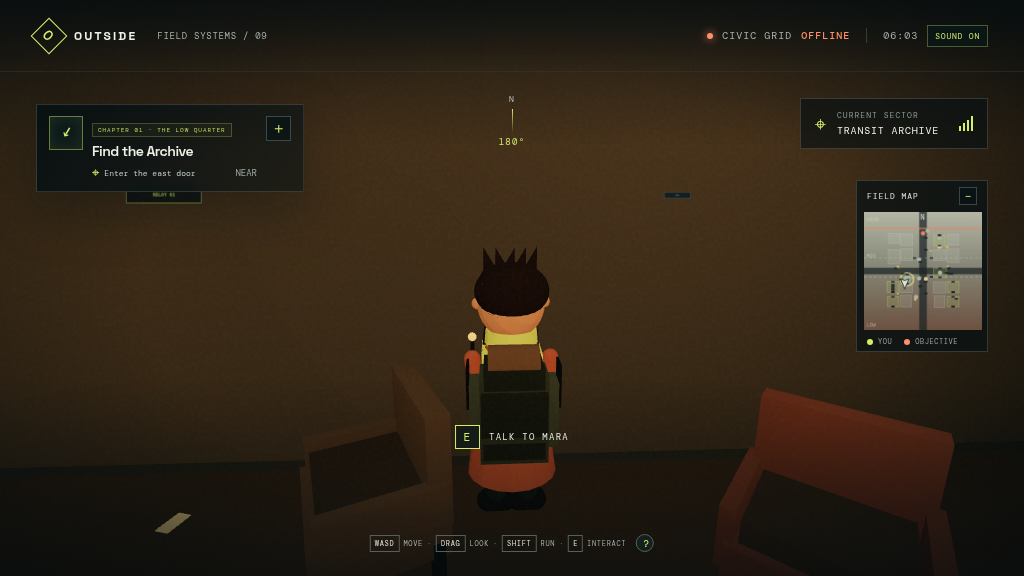 OUTSIDE
FIELD SYSTEMS / 09
CIVIC GRID OFFLINE
06:03
SOUND ON
CHAPTER 01 · THE LOW QUARTER
Find the Archive
Enter the east door
NEAR
+
N
180°
CURRENT SECTOR
TRANSIT ARCHIVE
FIELD MAP
−
N
LOW
YOU
OBJECTIVE
E
TALK TO MARA
WASD MOVE · DRAG LOOK · SHIFT RUN · E INTERACT ?